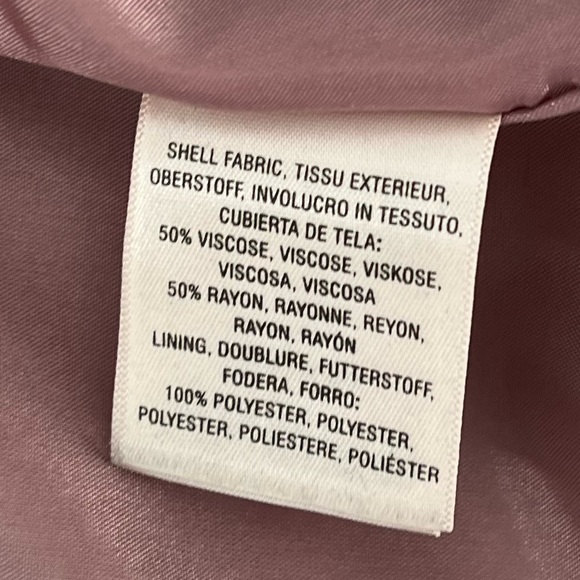 SHELL FABRIC, TISSU EXTERIEUR,
OBERSTOFF, INVOLUCRO IN TESSUTO,
CUBIERTA DE TELA:
50% VISCOSE, VISCOSE, VISKOSE,
VISCOSA, VISCOSA
50% RAYON, RAYONNE, REYON,
RAYON, RAYÓN
LINING, DOUBLURE, FUTTERSTOFF,
FODERA, FORRO:
100% POLYESTER, POLYESTER,
POLYESTER, POLIESTERE, POLIÉSTER